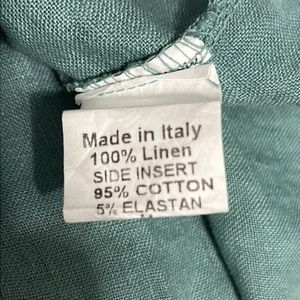 Made in Italy
100% Linen
SIDE INSERT
95% COTTON
5% ELASTAN